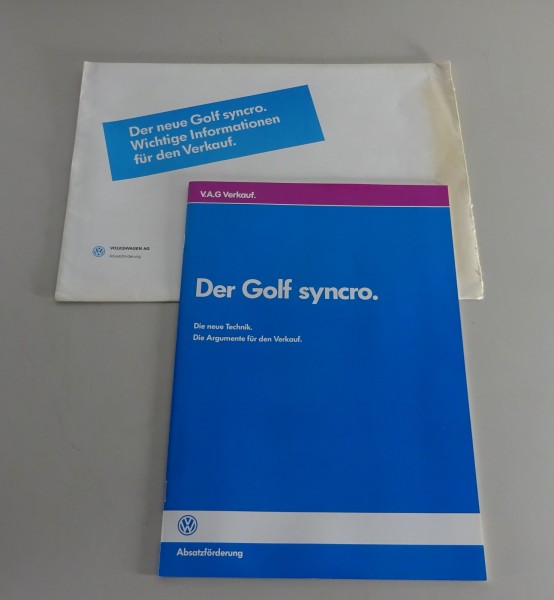 Der neue Golf syncro.
Wichtige Informationen
für den Verkauf.
VOLKSWAGEN AG
Absatzförderung
V.A.G Verkauf.
Der Golf syncro.
Die neue Technik.
Die Argumente für den Verkauf.
Absatzförderung